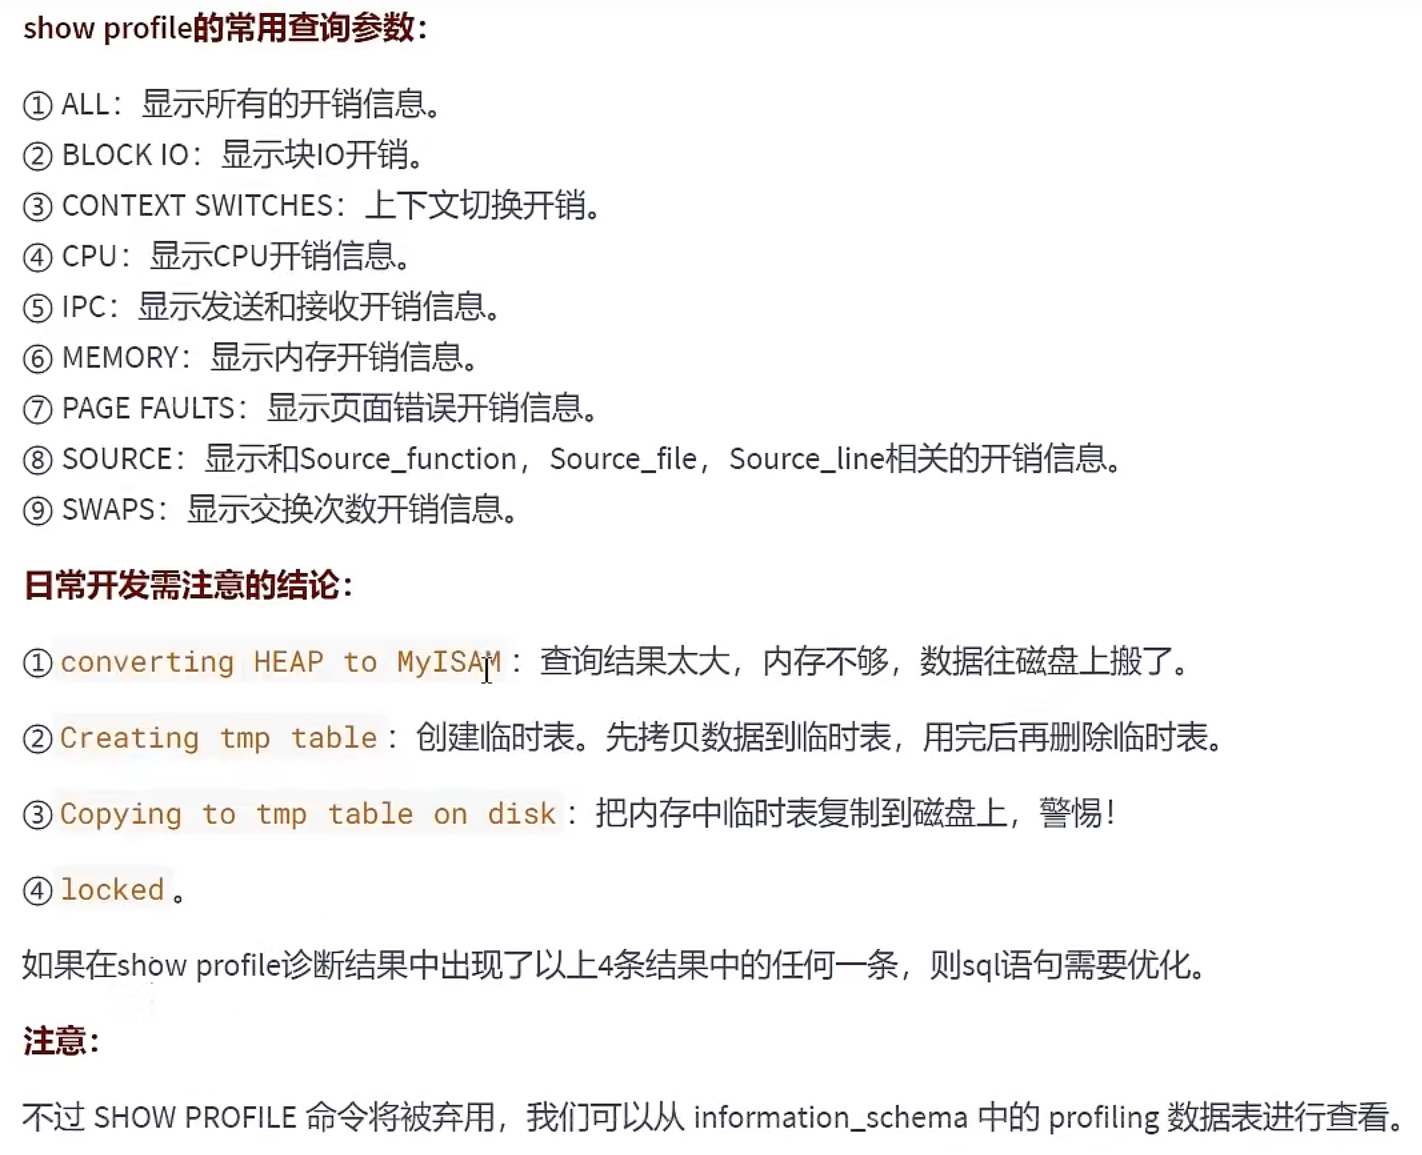 show profile的常用查询参数：
① ALL：显示所有的开销信息。
② BLOCK IO：显示块IO开销。
③ CONTEXT SWITCHES：上下文切换开销。
④ CPU：显示CPU开销信息。
⑤ IPC：显示发送和接收开销信息。
⑥ MEMORY：显示内存开销信息。
⑦ PAGE FAULTS：显示页面错误开销信息。
⑧ SOURCE：显示和Source_function，Source_file，Source_line相关的开销信息。
⑨ SWAPS：显示交换次数开销信息。
日常开发需注意的结论：
① converting HEAP to MyISAM：查询结果太大，内存不够，数据往磁盘上搬了。
② Creating tmp table：创建临时表。先拷贝数据到临时表，用完后再删除临时表。
③ Copying to tmp table on disk：把内存中临时表复制到磁盘上，警惕！
④ locked。
如果在show profile诊断结果中出现了以上4条结果中的任何一条，则sql语句需要优化。
注意：
不过 SHOW PROFILE 命令将被弃用，我们可以从 information_schema 中的 profiling 数据表进行查看。